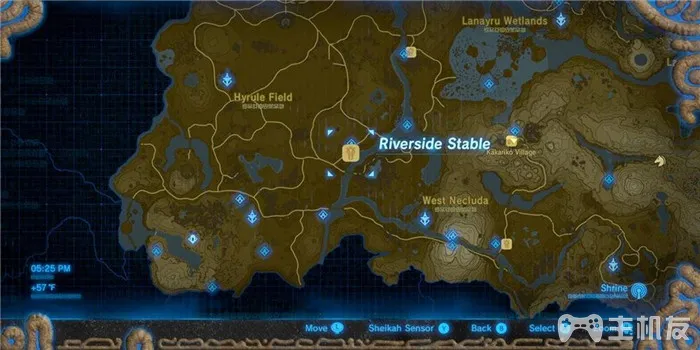 Lanayru Wetlands
Hyrule Field
Riverside Stable
Kakariko Village
West Necluda
05:25 PM
+57 °F
Shrine
Move L Sheikah Sensor Y Back B Select
主机友